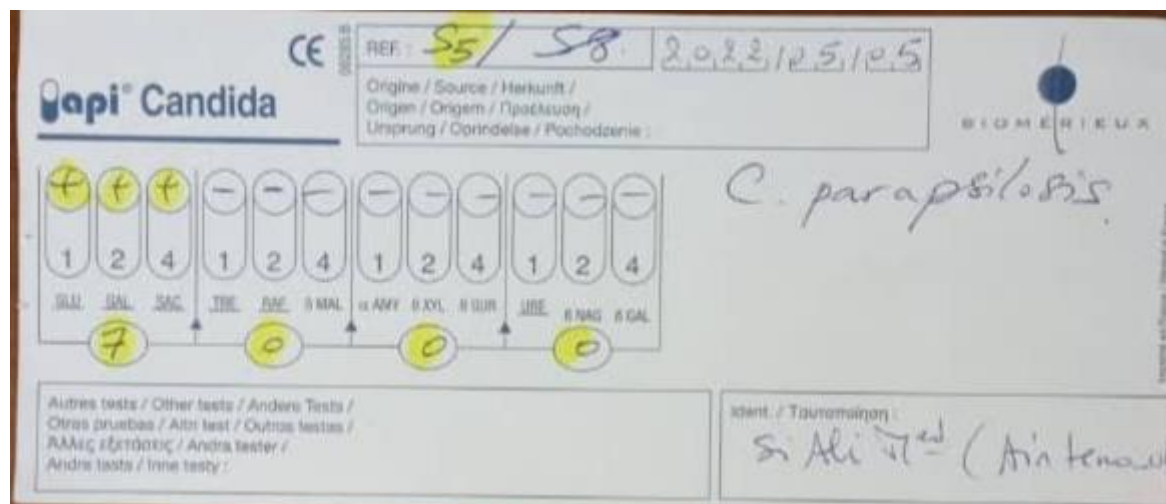 CE
REF. : S5/ S8.
2022/05/05
api® Candida
Origine / Source / Herkunft /
Origen / Origem / Προέλευση /
Ursprung / Oprindelse / Pochodzenie :
BIOMÉRIEUX
+ + + - - - - - - - - -
C. parapsilosis.
1 2 4 1 2 4 1 2 4 1 2 4
GLU GAL SAC TRE RAF β MAL α AMY β XYL β GUR URE β NAG β GAL
7 0 0 0
Autres tests / Other tests / Andere Tests /
Otras pruebas / Altri test / Outros testes /
Άλλες εξετάσεις / Andra tester /
Andre tests / Inne testy :
Ident. / Ταυτοποίηση :
Si Ali Med (Ain